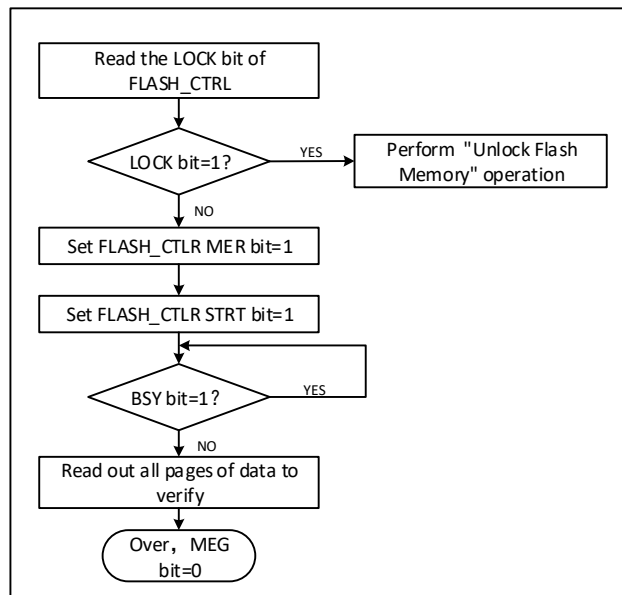 Read the LOCK bit of
FLASH_CTRL
LOCK bit=1?
YES
Perform "Unlock Flash
Memory" operation
NO
Set FLASH_CTLR MER bit=1
Set FLASH_CTLR STRT bit=1
BSY bit=1?
YES
NO
Read out all pages of data to
verify
Over，MEG
bit=0